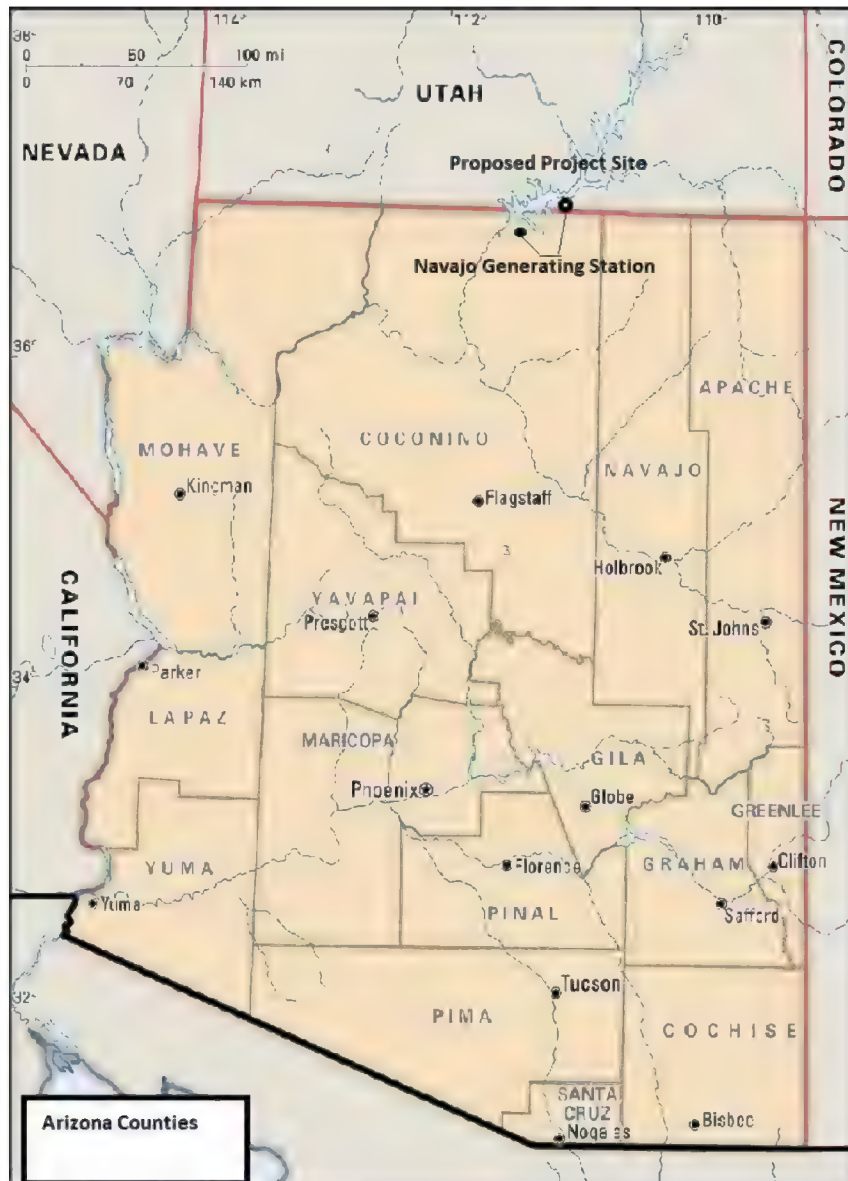 114°
112°
110°
38°
0 50 100 mi
0 70 140 km
UTAH
COLORADO
NEVADA
Proposed Project Site
Navajo Generating Station
36°
APACHE
COCONINO
MOHAVE
NAVAJO
Kingman
Flagstaff
NEW MEXICO
3
Holbrook
CALIFORNIA
YAVAPAI
Prescott
St. Johns
34°
Parker
LA PAZ
MARICOPA
GILA
Phoenix
Globe
GREENLEE
YUMA
Florence
GRAHAM
Clifton
Yuma
PINAL
Safford
32°
Tucson
PIMA
COCHISE
SANTA
CRUZ
Arizona Counties
Nogales
Bisbee